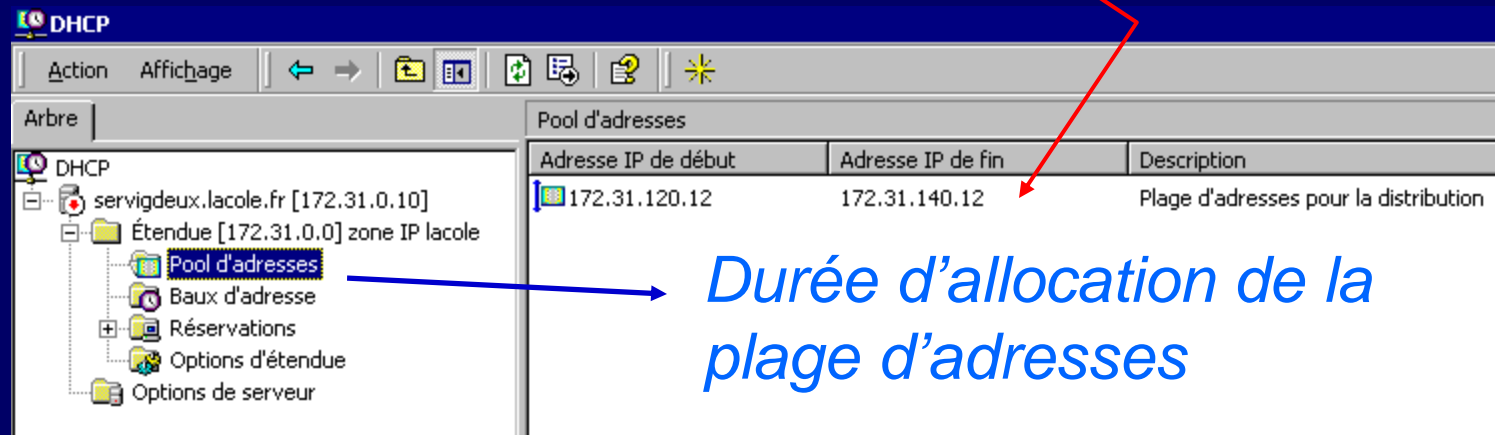 DHCP
Action Affichage
Arbre
Pool d'adresses
Adresse IP de début Adresse IP de fin Description
DHCP
172.31.120.12 172.31.140.12 Plage d'adresses pour la distribution
servigdeux.lacole.fr [172.31.0.10]
Étendue [172.31.0.0] zone IP lacole
Pool d'adresses
Baux d'adresse
Réservations
Options d'étendue
Options de serveur
Durée d’allocation de la
plage d’adresses